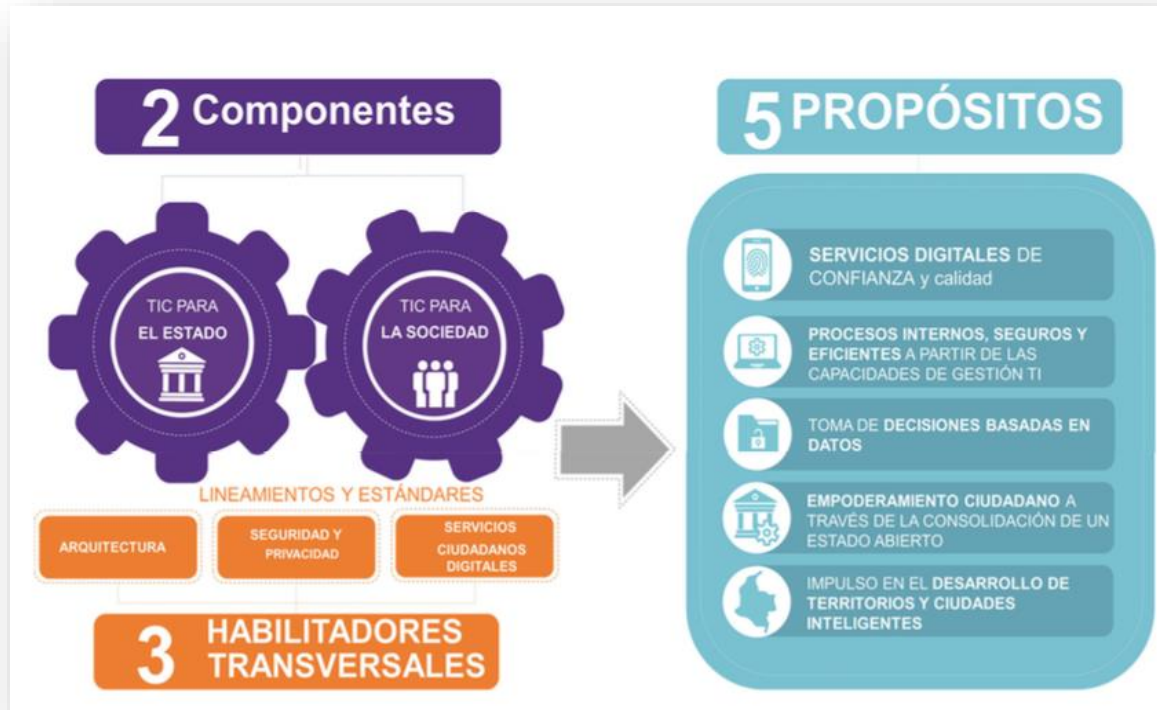 2 Componentes
TIC PARA
EL ESTADO
TIC PARA
LA SOCIEDAD
LINEAMIENTOS Y ESTÁNDARES
ARQUITECTURA
SEGURIDAD Y
PRIVACIDAD
SERVICIOS
CIUDADANOS
DIGITALES
3 HABILITADORES
TRANSVERSALES
5 PROPÓSITOS
SERVICIOS DIGITALES DE
CONFIANZA y calidad
PROCESOS INTERNOS, SEGUROS Y
EFICIENTES A PARTIR DE LAS
CAPACIDADES DE GESTIÓN TI
TOMA DE DECISIONES BASADAS EN
DATOS
EMPODERAMIENTO CIUDADANO A
TRAVÉS DE LA CONSOLIDACIÓN DE UN
ESTADO ABIERTO
IMPULSO EN EL DESARROLLO DE
TERRITORIOS Y CIUDADES
INTELIGENTES